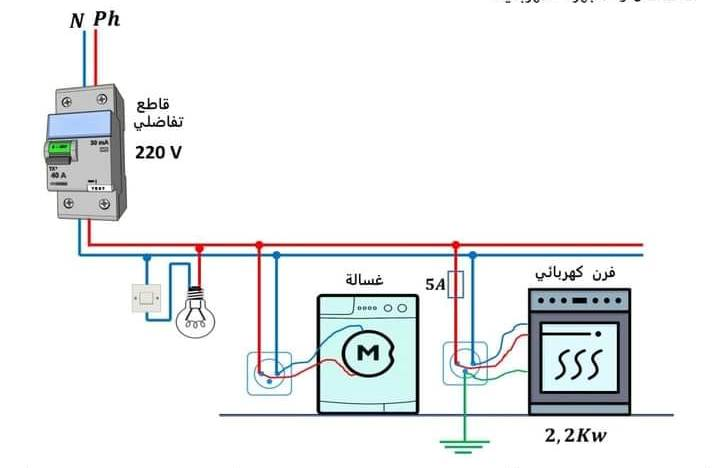 N Ph
قاطع
تفاضلي
220 V
30 mA
40 A
TEST
غسالة
5A
فرن كهربائي
M
2,2Kw